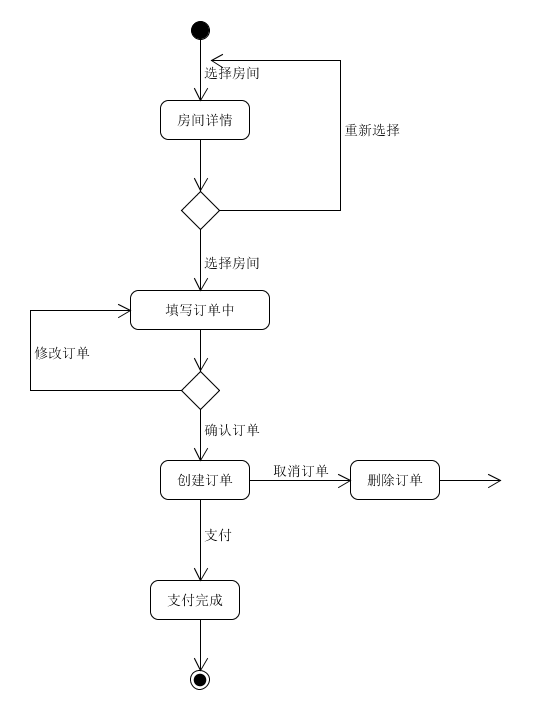 选择房间
房间详情
重新选择
选择房间
填写订单中
修改订单
确认订单
创建订单
取消订单
删除订单
支付
支付完成